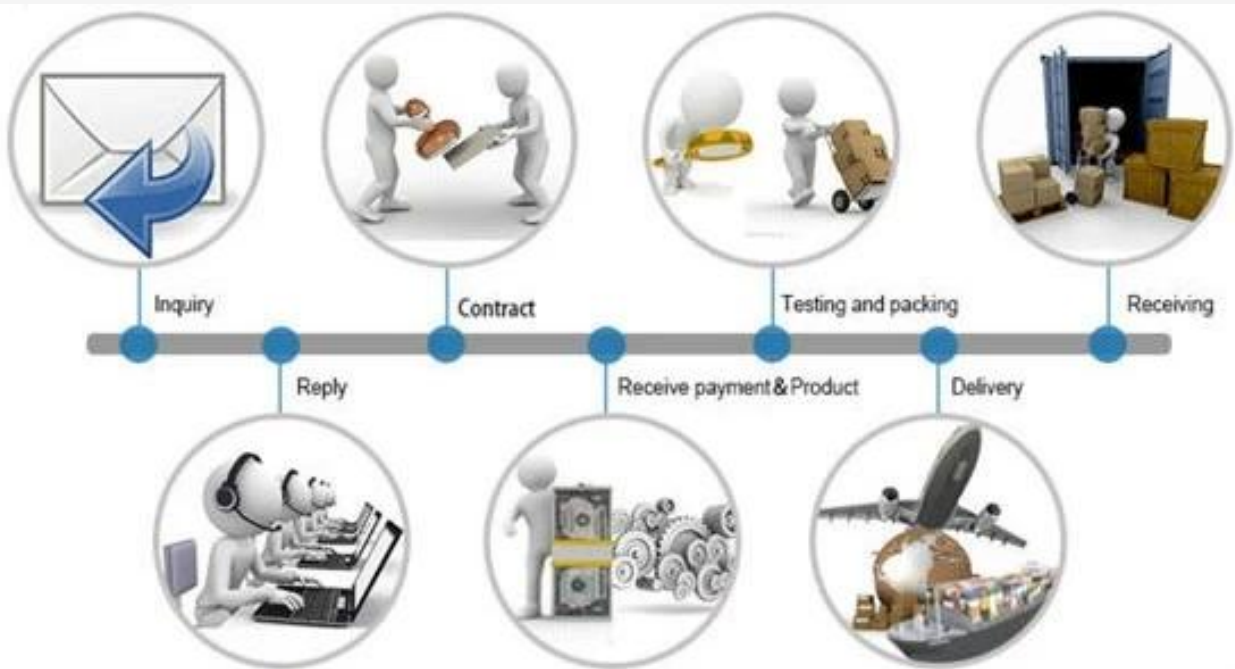 Inquiry
Reply
Contract
Receive payment & Product
Testing and packing
Delivery
Receiving